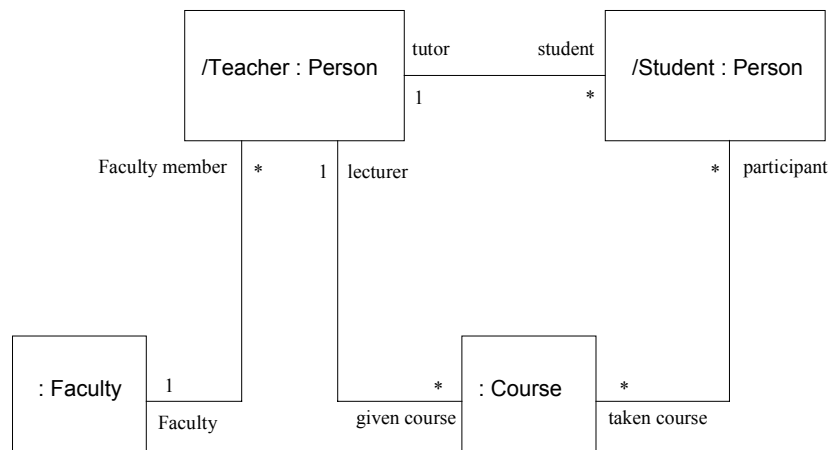 tutor
student
/Teacher : Person
/Student : Person
1
*
Faculty member
*
1
lecturer
*
participant
: Faculty
1
Faculty
*
given course
: Course
*
taken course